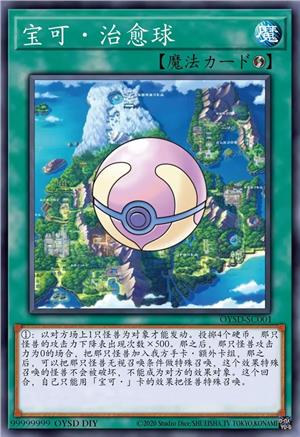 宝可·治愈球
魔
【魔法カード】
OYSD-SC001
①：以对方场上1只怪兽为对象才能发动。投掷4个硬币，那只
怪兽的攻击力下降表出现次数×500。那之后，那只怪兽攻击
力为0的场合，把那只怪兽加入我方手卡·额外卡组，那之
后，可以把那只怪兽无视召唤条件做特殊召唤，这个效果特殊
召唤的怪兽不会被破坏、不能成为对方的效果对象。这个回
合，自己只能用「宝可·」卡的效果把怪兽特殊召唤。
99999999 OYSD DIY ©2020 Studio Dice/SHUEISHA,TV TOKYO,KONAMI